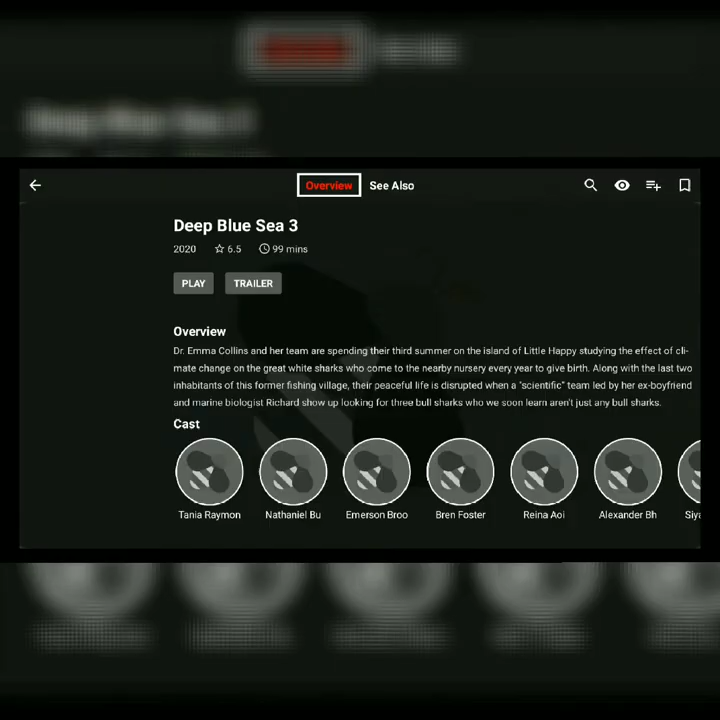 Overview See Also
Deep Blue Sea 3
2020 6.5 99 mins
PLAY TRAILER
Overview
Dr. Emma Collins and her team are spending their third summer on the island of Little Happy studying the effect of cli-
mate change on the great white sharks who come to the nearby nursery every year to give birth. Along with the last two
inhabitants of this former fishing village, their peaceful life is disrupted when a "scientific" team led by her ex-boyfriend
and marine biologist Richard show up looking for three bull sharks who we soon learn aren't just any bull sharks.
Cast
Tania Raymon Nathaniel Bu Emerson Broo Bren Foster Reina Aoi Alexander Bh Siya